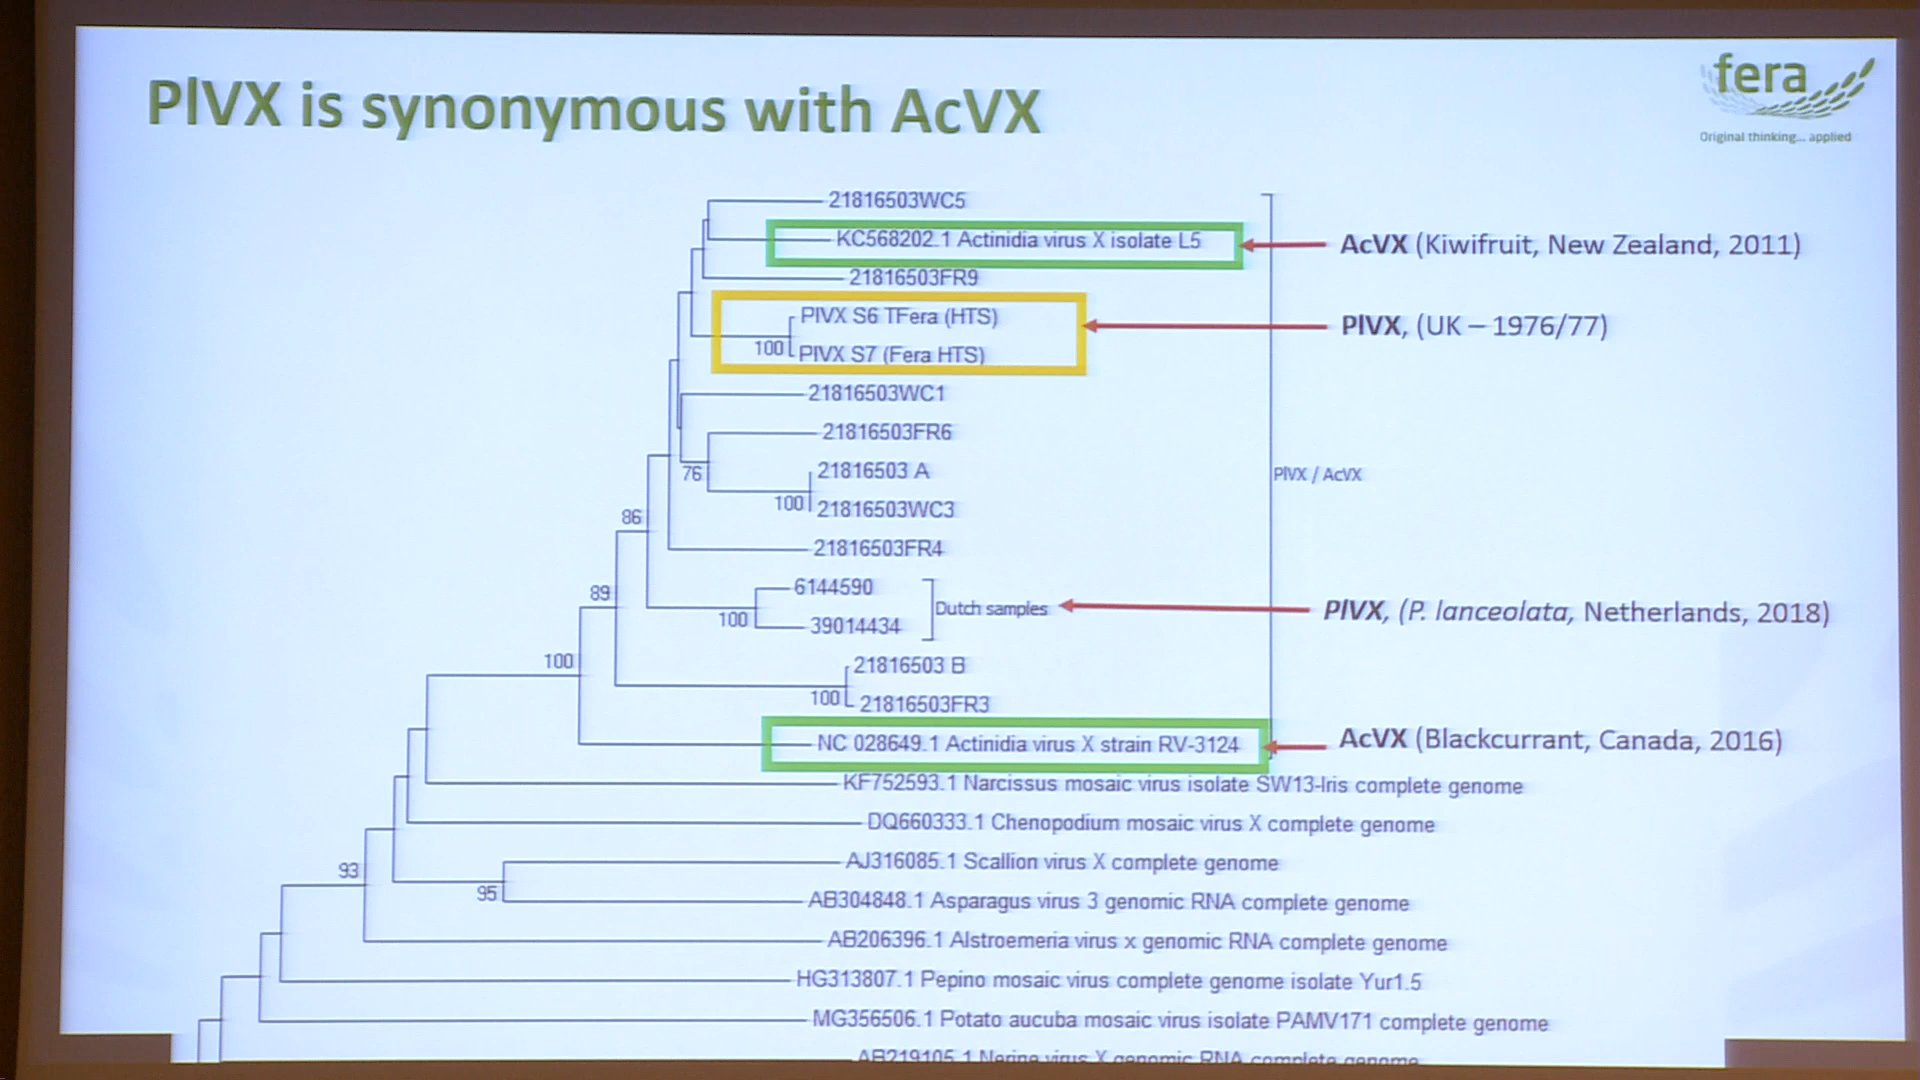 PlVX is synonymous with AcVX
fera
Original thinking... applied
21816503WC5
KC568202.1 Actinidia virus X isolate L5
AcVX (Kiwifruit, New Zealand, 2011)
21816503FR9
PlVX S6 TFera (HTS)
PlVX, (UK – 1976/77)
100
PlVX S7 (Fera HTS)
21816503WC1
21816503FR6
76
21816503 A
PlVX / AcVX
100
21816503WC3
86
21816503FR4
89
6144590
Dutch samples
PlVX, (P. lanceolata, Netherlands, 2018)
100
39014434
100
21816503 B
100
21816503FR3
NC 028649.1 Actinidia virus X strain RV-3124
AcVX (Blackcurrant, Canada, 2016)
KF752593.1 Narcissus mosaic virus isolate SW13-Iris complete genome
DQ660333.1 Chenopodium mosaic virus X complete genome
93
AJ316085.1 Scallion virus X complete genome
95
AB304848.1 Asparagus virus 3 genomic RNA complete genome
AB206396.1 Alstroemeria virus x genomic RNA complete genome
HG313807.1 Pepino mosaic virus complete genome isolate Yur1.5
MG356506.1 Potato aucuba mosaic virus isolate PAMV171 complete genome
AB219105.1 Nerine virus X genomic RNA complete genome